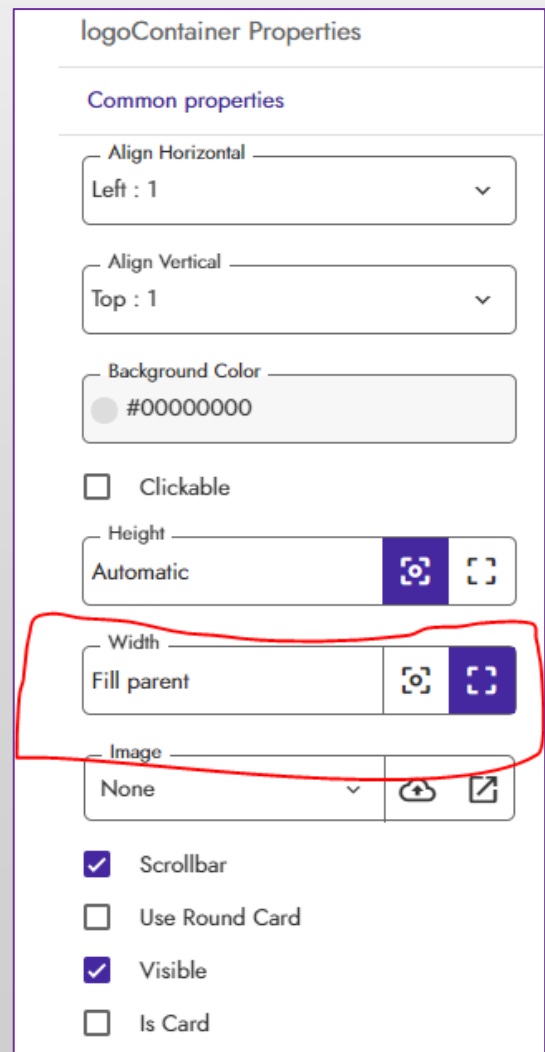 logoContainer Properties
Common properties
Align Horizontal
Left : 1
Align Vertical
Top : 1
Background Color
#00000000
Clickable
Height
Automatic
Width
Fill parent
Image
None
Scrollbar
Use Round Card
Visible
Is Card